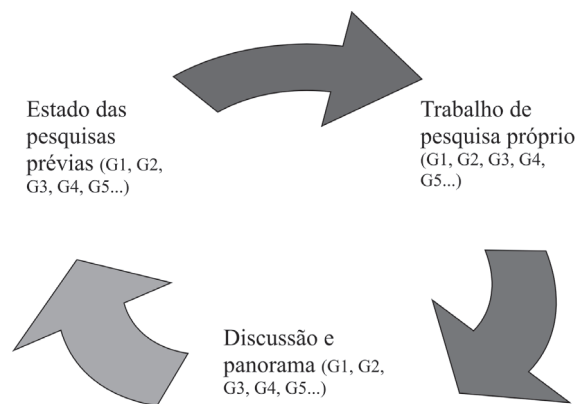 Estado das
pesquisas
prévias (G1, G2,
G3, G4, G5...)
Trabalho de
pesquisa próprio
(G1, G2, G3, G4,
G5...)
Discussão e
panorama (G1, G2,
G3, G4, G5...)